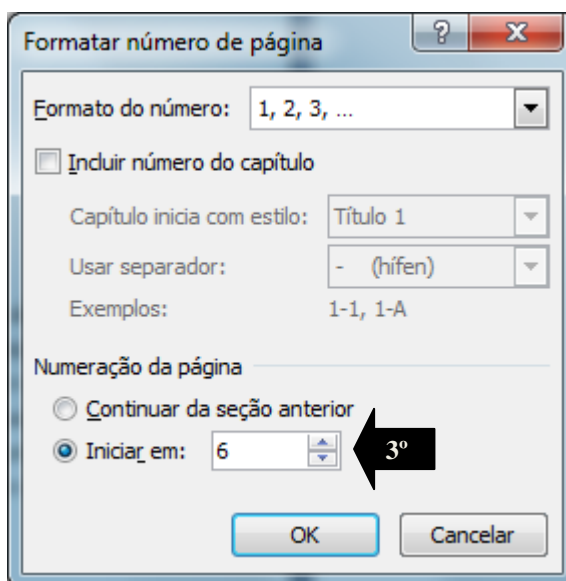 Formatar número de página
Formato do número: 1, 2, 3, ...
Incluir número do capítulo
Capítulo inicia com estilo: Título 1
Usar separador: - (hífen)
Exemplos: 1-1, 1-A
Numeração da página
Continuar da seção anterior
Iniciar em: 6 3º
OK Cancelar